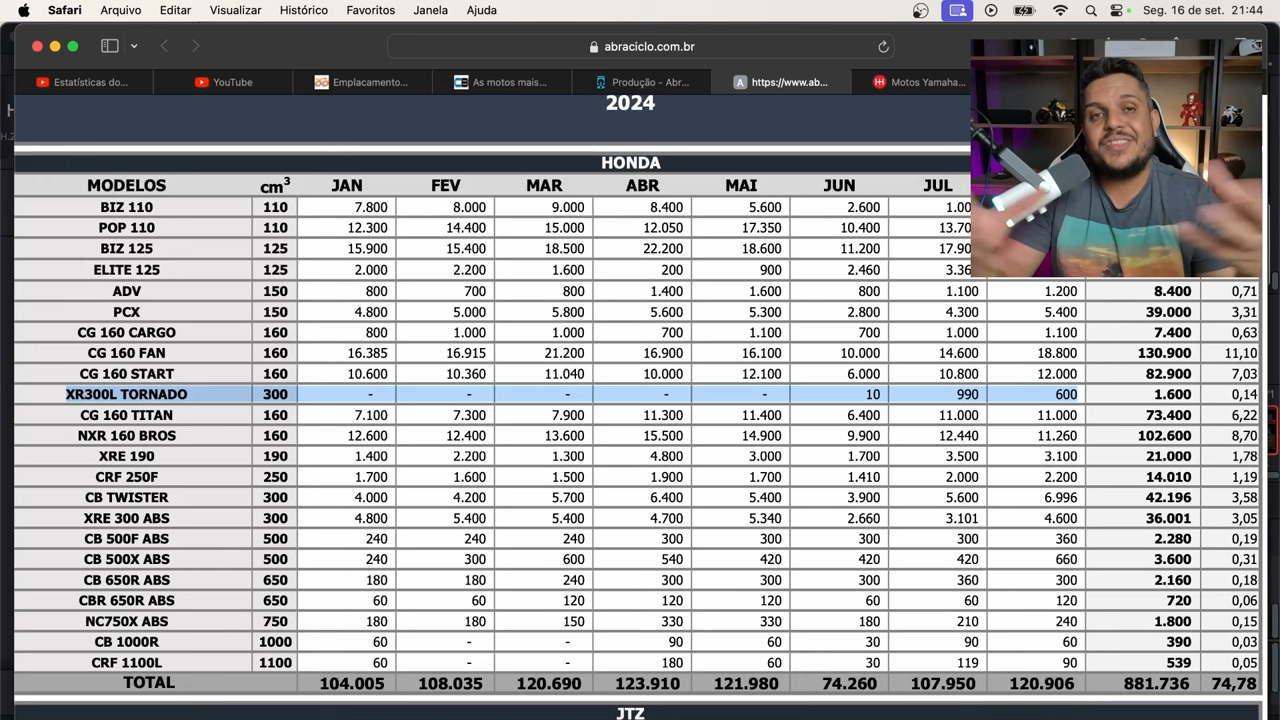 Safari Arquivo Editar Visualizar Histórico Favoritos Janela Ajuda Seg. 16 de set. 21:44
abraciclo.com.br
Estatísticas do... YouTube Emplacamento... As motos mais... Produção - Abr... https://www.ab... Motos Yamaha...
2024
HONDA
MODELOS cm³ JAN FEV MAR ABR MAI JUN JUL
BIZ 110 110 7.800 8.000 9.000 8.400 5.600 2.600 1.00
POP 110 110 12.300 14.400 15.000 12.050 17.350 10.400 13.70
BIZ 125 125 15.900 15.400 18.500 22.200 18.600 11.200 17.90
ELITE 125 125 2.000 2.200 1.600 200 900 2.460 3.36
ADV 150 800 700 800 1.400 1.600 800 1.100 1.200 8.400 0,71
PCX 150 4.800 5.000 5.800 5.600 5.300 2.800 4.300 5.400 39.000 3,31
CG 160 CARGO 160 800 1.000 1.000 700 1.100 700 1.000 1.100 7.400 0,63
CG 160 FAN 160 16.385 16.915 21.200 16.900 16.100 10.000 14.600 18.800 130.900 11,10
CG 160 START 160 10.600 10.360 11.040 10.000 12.100 6.000 10.800 12.000 82.900 7,03
XR300L TORNADO 300 - - - - - 10 990 600 1.600 0,14
CG 160 TITAN 160 7.100 7.300 7.900 11.300 11.400 6.400 11.000 11.000 73.400 6,22
NXR 160 BROS 160 12.600 12.400 13.600 15.500 14.900 9.900 12.440 11.260 102.600 8,70
XRE 190 190 1.400 2.200 1.300 4.800 3.000 1.700 3.500 3.100 21.000 1,78
CRF 250F 250 1.700 1.600 1.500 1.900 1.700 1.410 2.000 2.200 14.010 1,19
CB TWISTER 300 4.000 4.200 5.700 6.400 5.400 3.900 5.600 6.996 42.196 3,58
XRE 300 ABS 300 4.800 5.400 5.400 4.700 5.340 2.660 3.101 4.600 36.001 3,05
CB 500F ABS 500 240 240 240 300 300 300 300 360 2.280 0,19
CB 500X ABS 500 240 300 600 540 420 420 420 660 3.600 0,31
CB 650R ABS 650 180 180 240 300 300 300 360 300 2.160 0,18
CBR 650R ABS 650 60 60 120 120 120 60 60 120 720 0,06
NC750X ABS 750 180 180 150 330 330 180 210 240 1.800 0,15
CB 1000R 1000 60 - - 90 60 30 90 60 390 0,03
CRF 1100L 1100 60 - - 180 60 30 119 90 539 0,05
TOTAL 104.005 108.035 120.690 123.910 121.980 74.260 107.950 120.906 881.736 74,78
JTZ